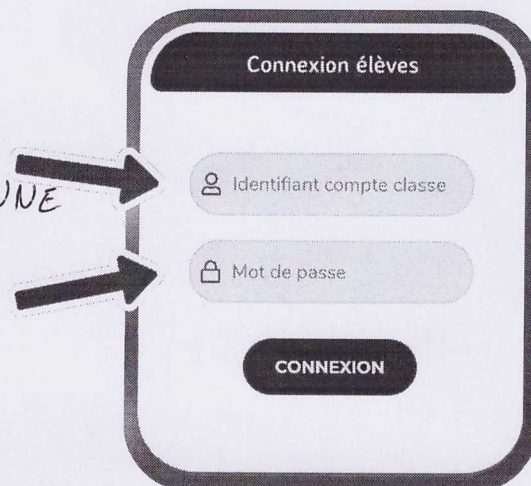 Connexion élèves
UNE
Identifiant compte classe
Mot de passe
CONNEXION